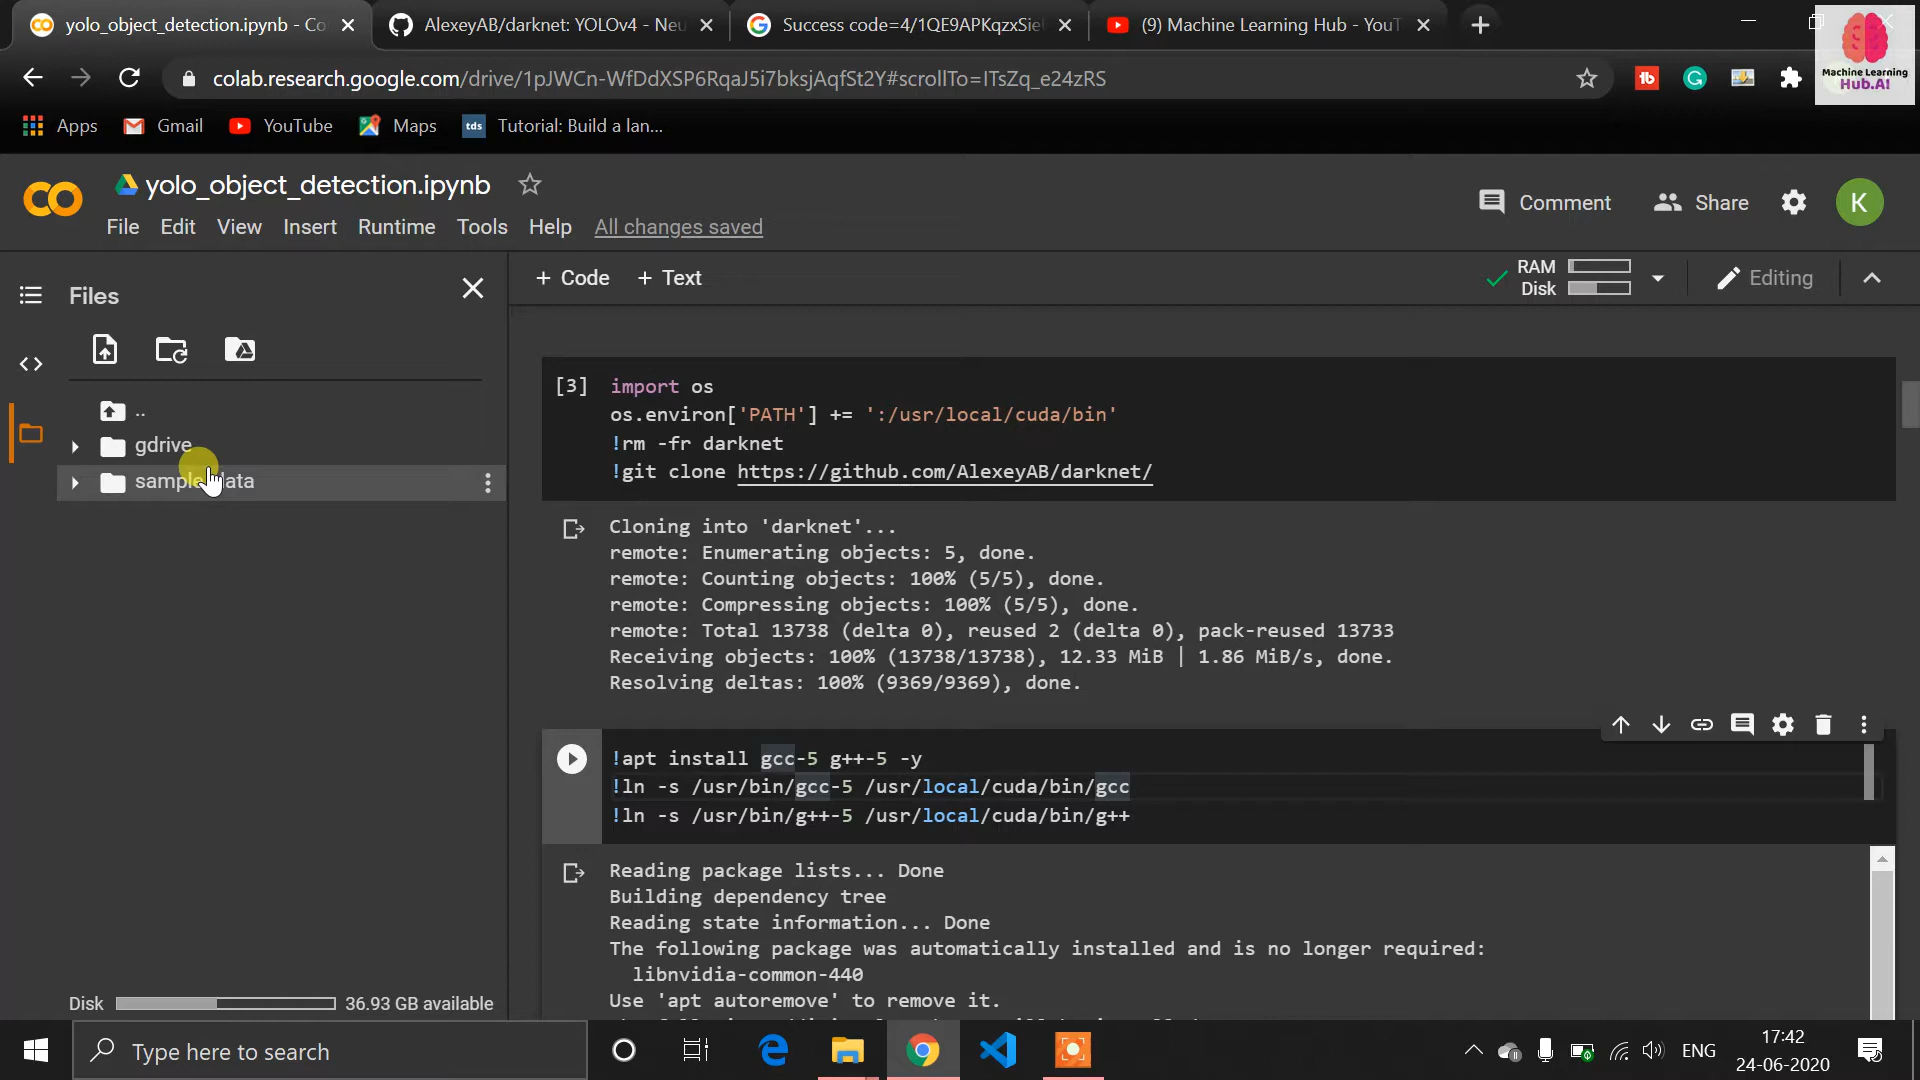 yolo_object_detection.ipynb - Co
AlexeyAB/darknet: YOLOv4 - Neu
Success code=4/1QE9APKqzxSie
(9) Machine Learning Hub - YouT
Machine Learning
Hub.AI
colab.research.google.com/drive/1pJWCn-WfDdXSP6RqaJ5i7bksjAqfSt2Y#scrollTo=ITsZq_e24zRS
Apps
Gmail
YouTube
Maps
tds
Tutorial: Build a lan...
yolo_object_detection.ipynb
File Edit View Insert Runtime Tools Help All changes saved
Comment
Share
K
Files
+ Code + Text
RAM
Disk
Editing
..
gdrive
sample_data
[3] import os
os.environ['PATH'] += ':/usr/local/cuda/bin'
!rm -fr darknet
!git clone https://github.com/AlexeyAB/darknet/
Cloning into 'darknet'...
remote: Enumerating objects: 5, done.
remote: Counting objects: 100% (5/5), done.
remote: Compressing objects: 100% (5/5), done.
remote: Total 13738 (delta 0), reused 2 (delta 0), pack-reused 13733
Receiving objects: 100% (13738/13738), 12.33 MiB | 1.86 MiB/s, done.
Resolving deltas: 100% (9369/9369), done.
!apt install gcc-5 g++-5 -y
!ln -s /usr/bin/gcc-5 /usr/local/cuda/bin/gcc
!ln -s /usr/bin/g++-5 /usr/local/cuda/bin/g++
Reading package lists... Done
Building dependency tree
Reading state information... Done
The following package was automatically installed and is no longer required:
libnvidia-common-440
Use 'apt autoremove' to remove it.
Disk
36.93 GB available
Type here to search
ENG
17:42
24-06-2020